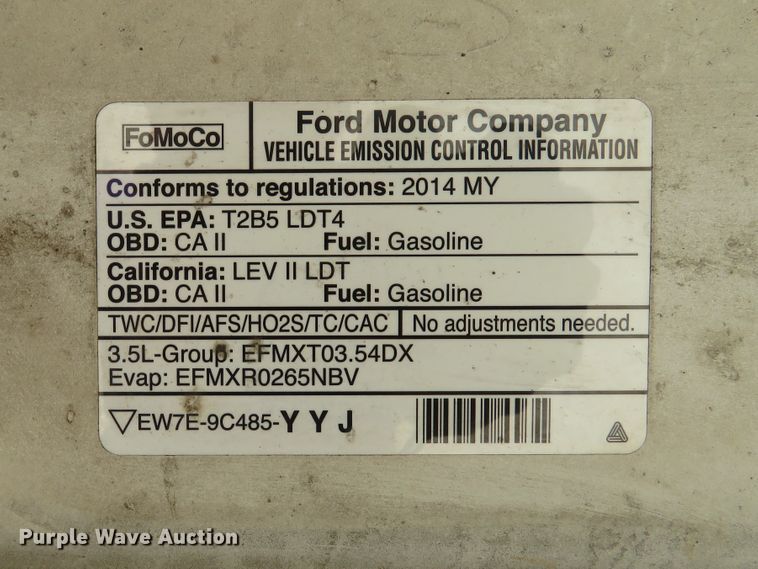 FoMoCo
Ford Motor Company
VEHICLE EMISSION CONTROL INFORMATION
Conforms to regulations: 2014 MY
U.S. EPA: T2B5 LDT4
OBD: CA II Fuel: Gasoline
California: LEV II LDT
OBD: CA II Fuel: Gasoline
TWC/DFI/AFS/HO2S/TC/CAC No adjustments needed.
3.5L-Group: EFMXT03.54DX
Evap: EFMXR0265NBV
EW7E-9C485-YYJ
Purple Wave Auction